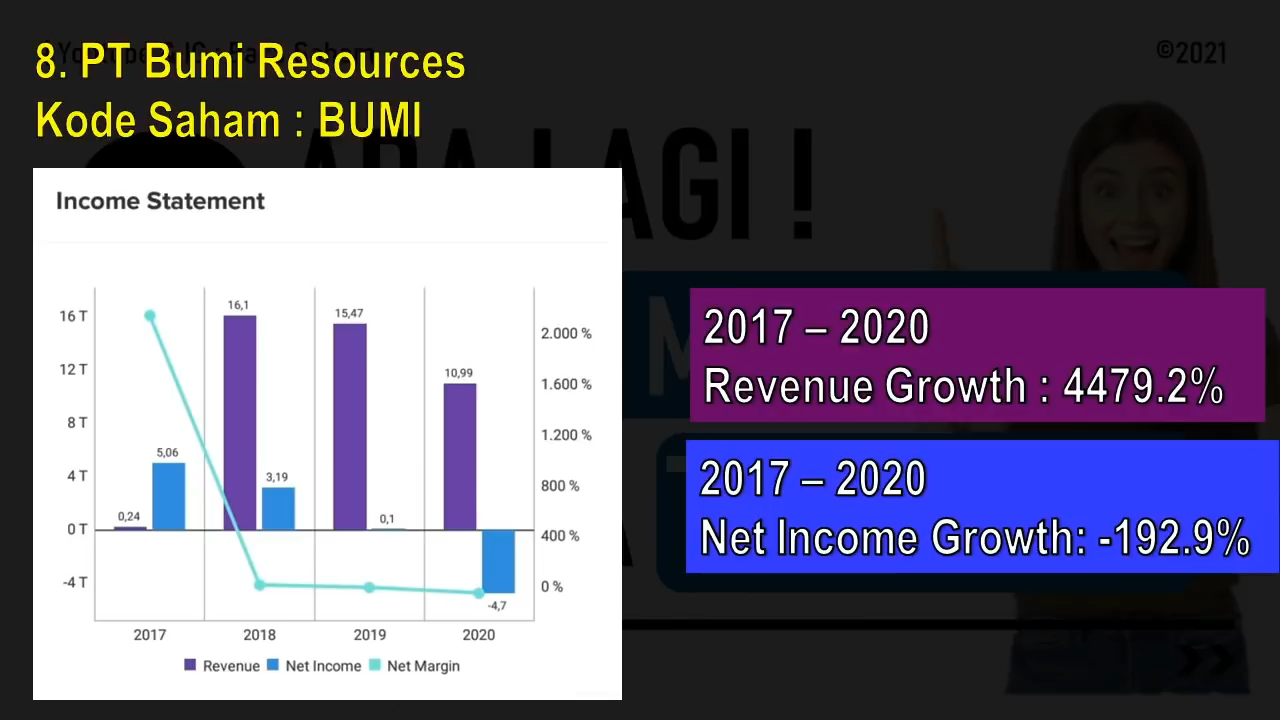 8. PT Bumi Resources
Kode Saham : BUMI
©2021
LAGI !
Income Statement
16 T
12 T
8 T
4 T
0 T
-4 T
0,24
5,06
16,1
3,19
15,47
0,1
10,99
-4,7
2.000 %
1.600 %
1.200 %
800 %
400 %
0 %
2017 2018 2019 2020
Revenue Net Income Net Margin
2017 – 2020
Revenue Growth : 4479.2%
2017 – 2020
Net Income Growth: -192.9%